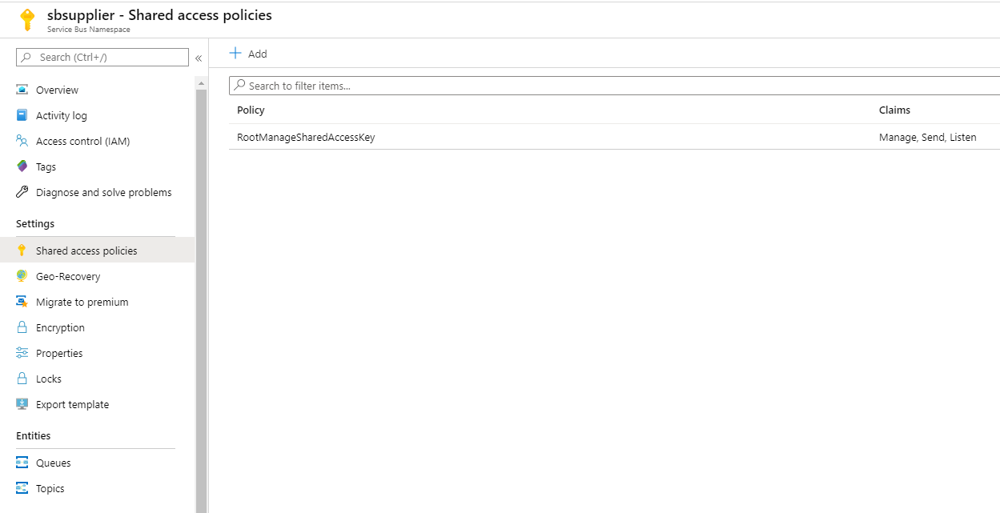 sbsupplier - Shared access policies
Service Bus Namespace
Search (Ctrl+/)
«
Overview
Activity log
Access control (IAM)
Tags
Diagnose and solve problems
Settings
Shared access policies
Geo-Recovery
Migrate to premium
Encryption
Properties
Locks
Export template
Entities
Queues
Topics
Add
Search to filter items...
Policy Claims
RootManageSharedAccessKey Manage, Send, Listen